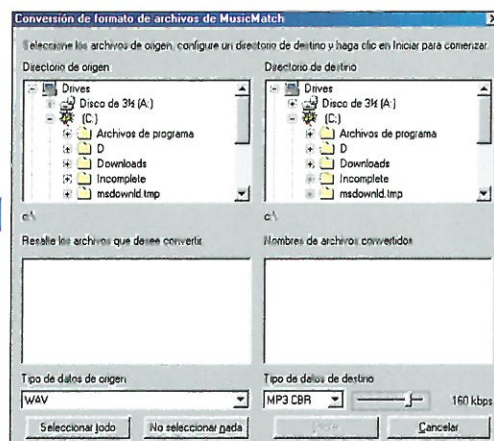 Conversión de formato de archivos de MusicMatch
Seleccione los archivos de origen, configure un directorio de destino y haga clic en Iniciar para comenzar.
Directorio de origen
Drives
Disco de 3½ (A:)
(C:)
Archivos de programa
D
Downloads
Incomplete
msdownld.tmp
c:\
Resalte los archivos que desee convertir
Tipo de datos de origen
WAV
Seleccionar todo
No seleccionar nada
Directorio de destino
Drives
Disco de 3½ (A:)
(C:)
Archivos de programa
D
Downloads
Incomplete
msdownld.tmp
c:\
Nombres de archivos convertidos
Tipo de datos de destino
MP3 CBR
160 kbps
Cancelar